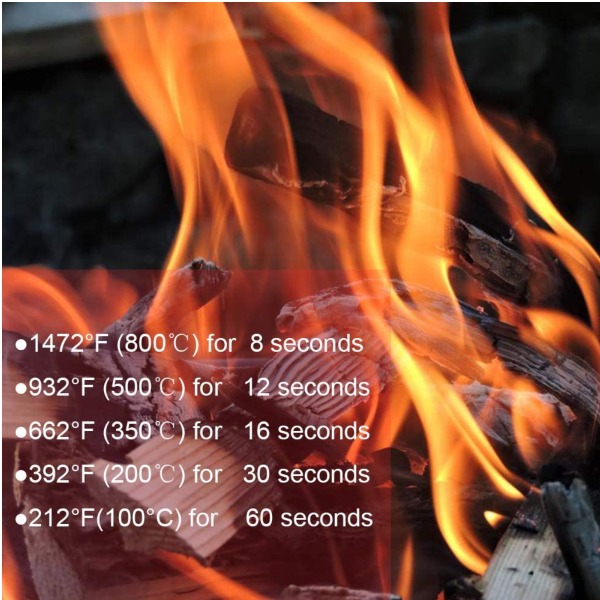 ●1472°F (800℃) for 8 seconds
●932°F (500℃) for 12 seconds
●662°F (350℃) for 16 seconds
●392°F (200℃) for 30 seconds
●212°F(100°C) for 60 seconds